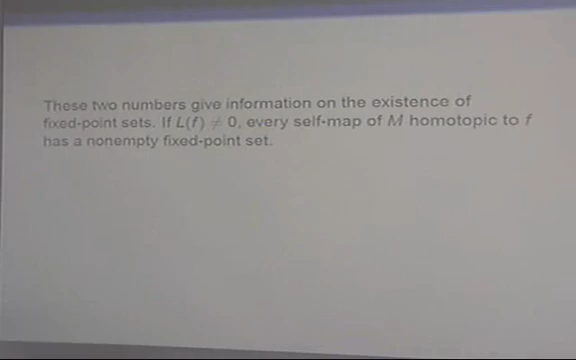 These two numbers give information on the existence of
fixed-point sets. If L(f) ≠ 0, every self-map of M homotopic to f
has a nonempty fixed-point set.